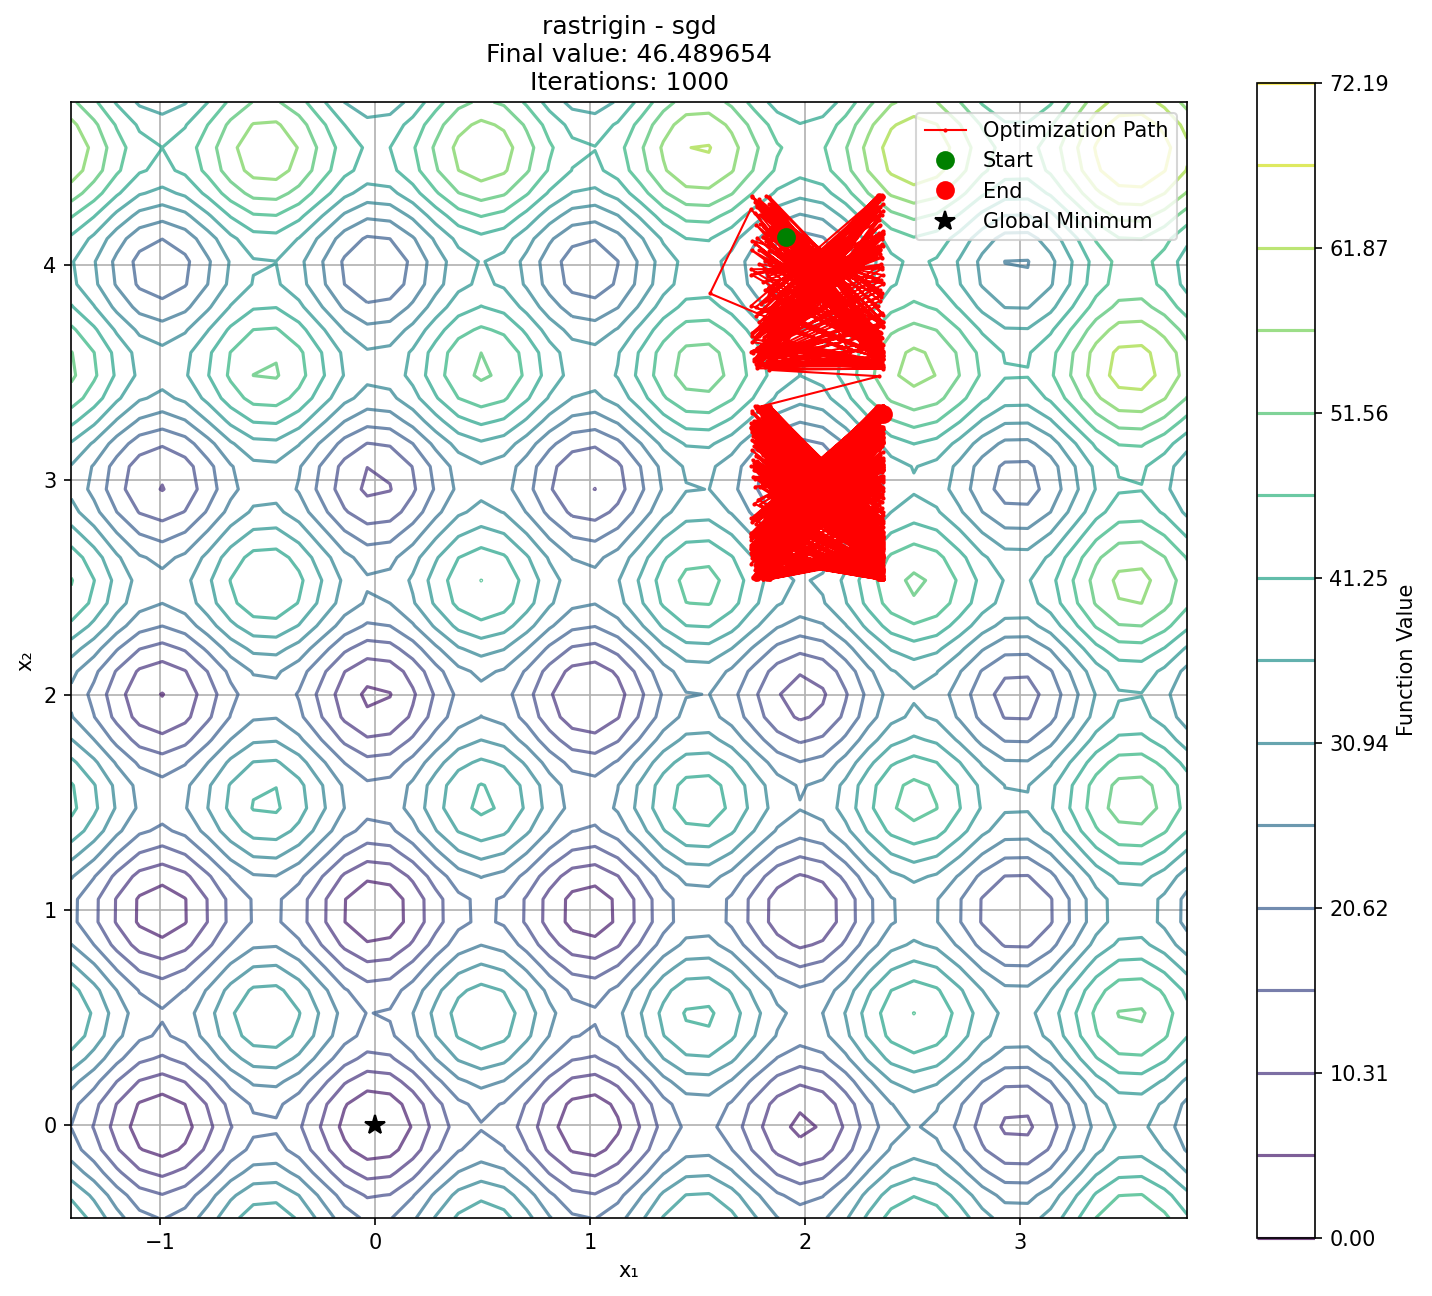 rastrigin - sgd
Final value: 46.489654
Iterations: 1000
Optimization Path
Start
End
Global Minimum
4
3
2
1
0
−1
0
1
2
3
x₁
x₂
72.19
61.87
51.56
41.25
30.94
20.62
10.31
0.00
Function Value